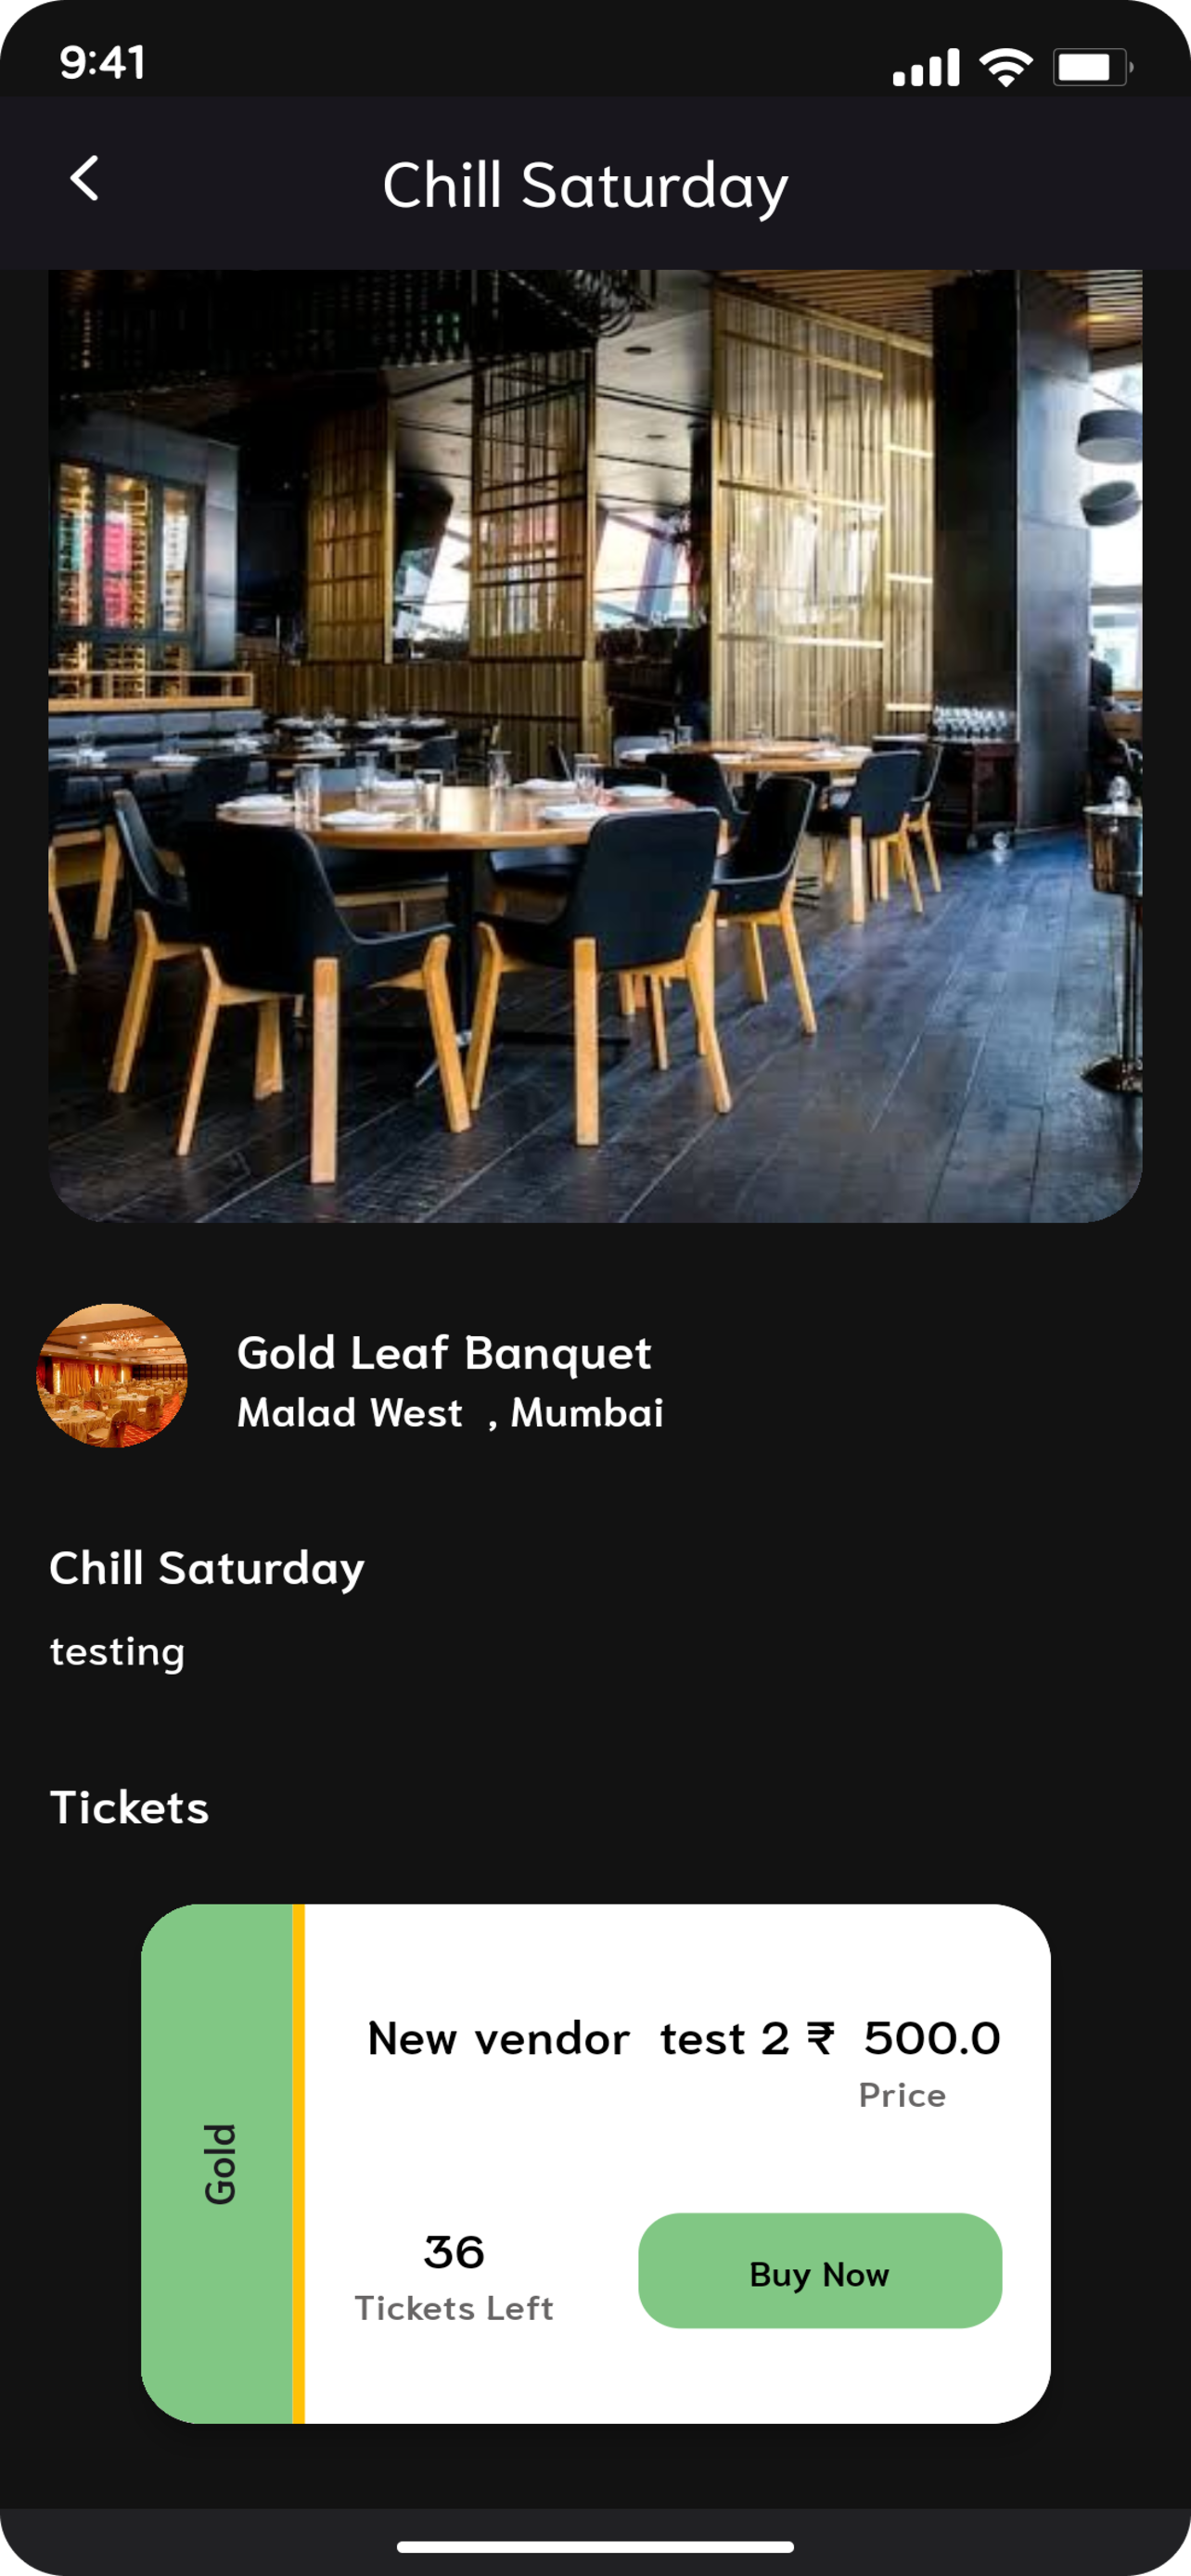 9:41
Chill Saturday
Gold Leaf Banquet
Malad West , Mumbai
Chill Saturday
testing
Tickets
Gold
New vendor test 2 ₹ 500.0
Price
36
Tickets Left
Buy Now